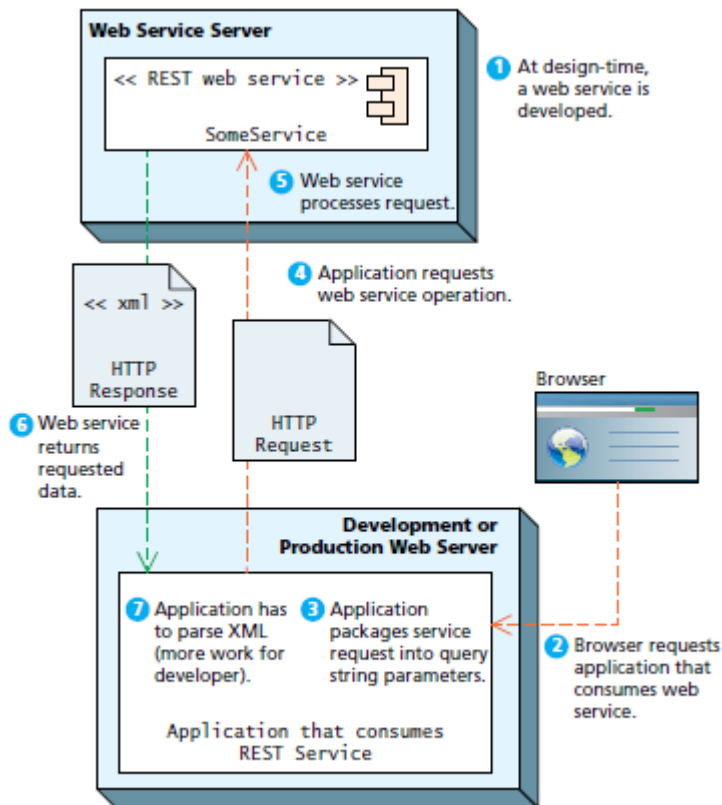 Web Service Server
<< REST web service >>
SomeService
1 At design-time,
a web service is
developed.
5 Web service
processes request.
4 Application requests
web service operation.
<< xml >>
HTTP
Response
HTTP
Request
Browser
6 Web service
returns
requested
data.
Development or
Production Web Server
7 Application has
to parse XML
(more work for
developer).
3 Application
packages service
request into query
string parameters.
2 Browser requests
application that
consumes web
service.
Application that consumes
REST Service